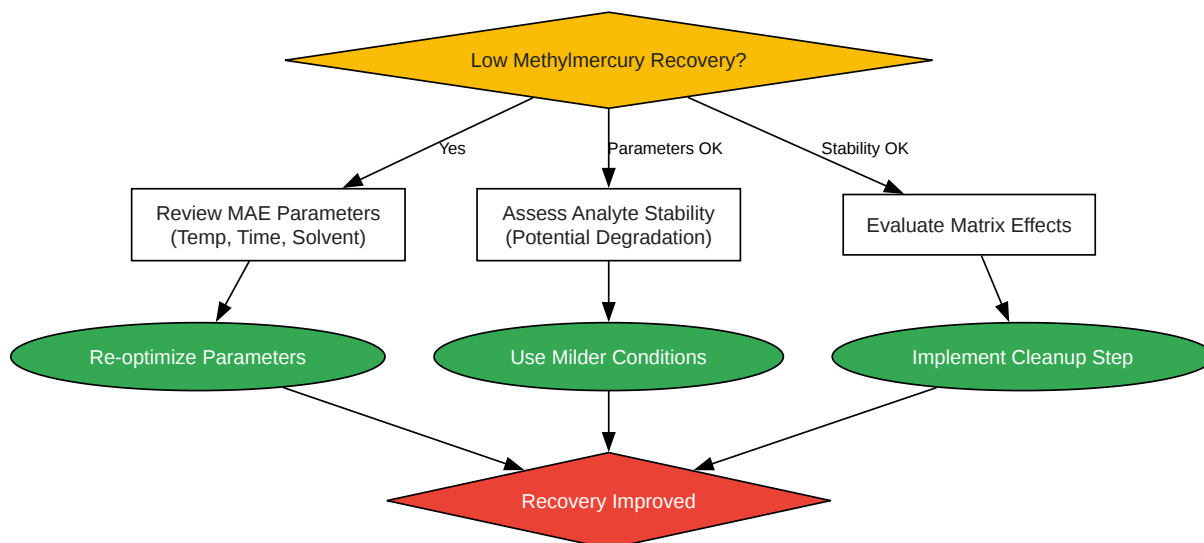 Low Methylmercury Recovery?
Yes
Parameters OK
Stability OK
Review MAE Parameters
(Temp, Time, Solvent)
Assess Analyte Stability
(Potential Degradation)
Evaluate Matrix Effects
Re-optimize Parameters
Use Milder Conditions
Implement Cleanup Step
Recovery Improved